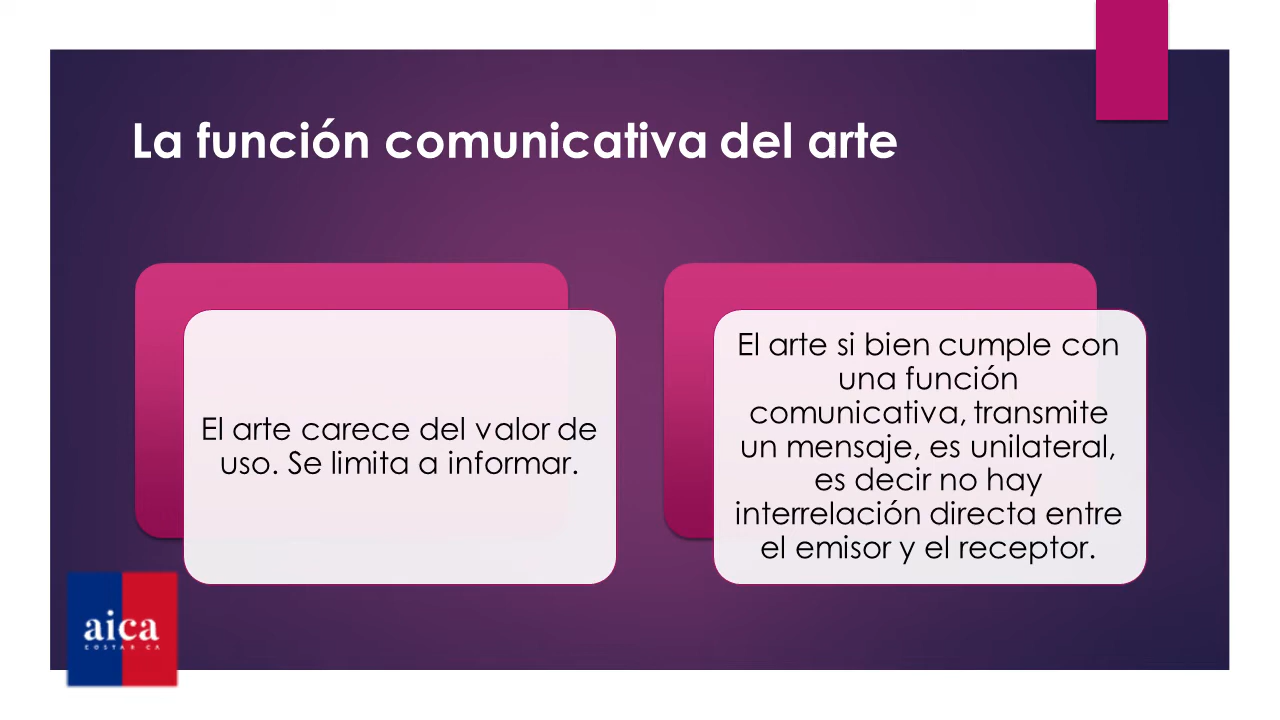 La función comunicativa del arte
El arte carece del valor de
uso. Se limita a informar.
El arte si bien cumple con
una función
comunicativa, transmite
un mensaje, es unilateral,
es decir no hay
interrelación directa entre
el emisor y el receptor.
aica
COSTAR CA